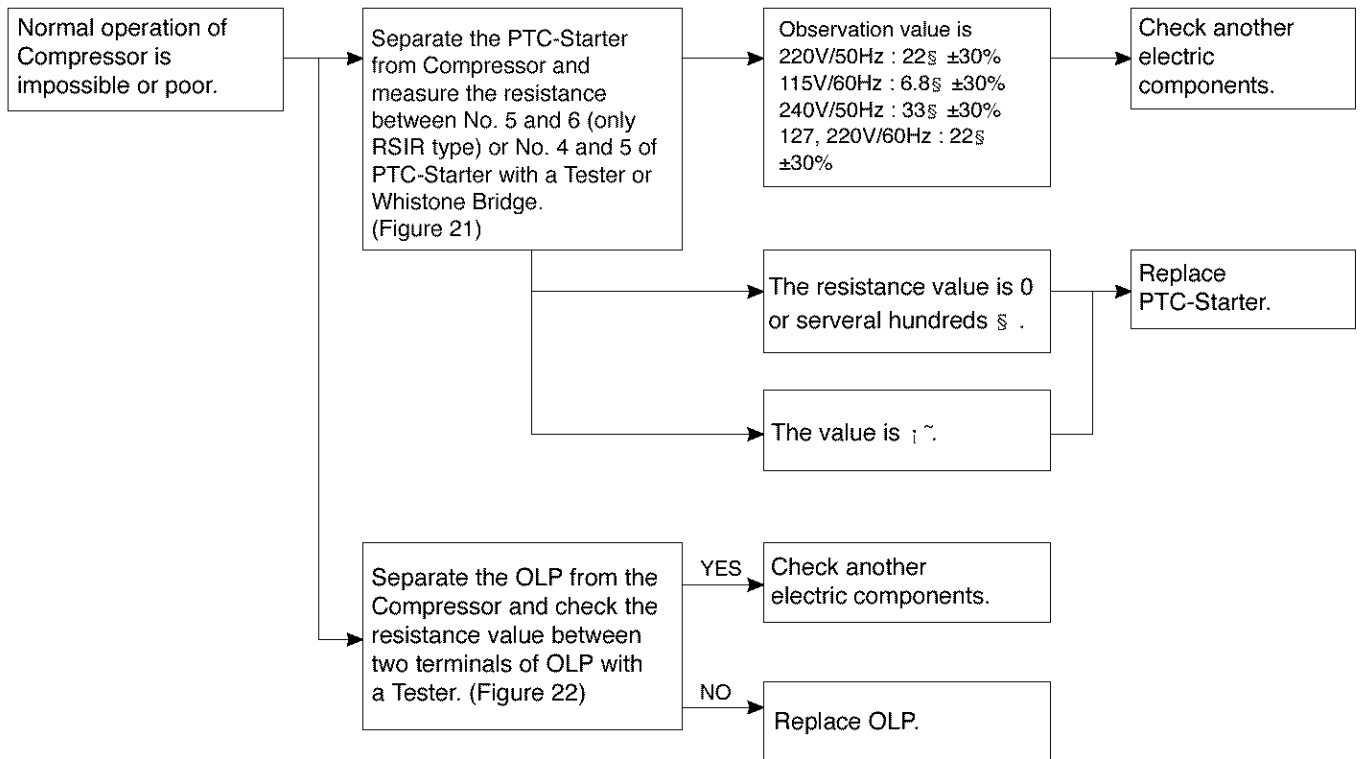 Normal operation of
Compressor is
impossible or poor.
Separate the PTC-Starter
from Compressor and
measure the resistance
between No. 5 and 6 (only
RSIR type) or No. 4 and 5 of
PTC-Starter with a Tester or
Whistone Bridge.
(Figure 21)
Observation value is
220V/50Hz : 22§ ±30%
115V/60Hz : 6.8§ ±30%
240V/50Hz : 33§ ±30%
127, 220V/60Hz : 22§
±30%
Check another
electric
components.
The resistance value is 0
or serveral hundreds § .
Replace
PTC-Starter.
The value is ¡ ˜.
Separate the OLP from the
Compressor and check the
resistance value between
two terminals of OLP with
a Tester. (Figure 22)
YES
Check another
electric components.
NO
Replace OLP.